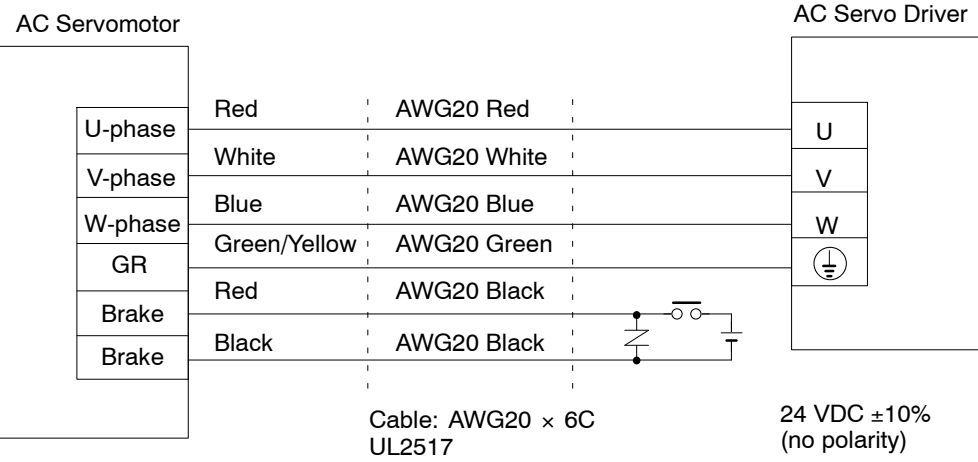 AC Servomotor
AC Servo Driver
U-phase
Red
AWG20 Red
U
V-phase
White
AWG20 White
V
W-phase
Blue
AWG20 Blue
W
GR
Green/Yellow
AWG20 Green
Brake
Red
AWG20 Black
Brake
Black
AWG20 Black
Cable: AWG20 × 6C
UL2517
24 VDC ±10%
(no polarity)